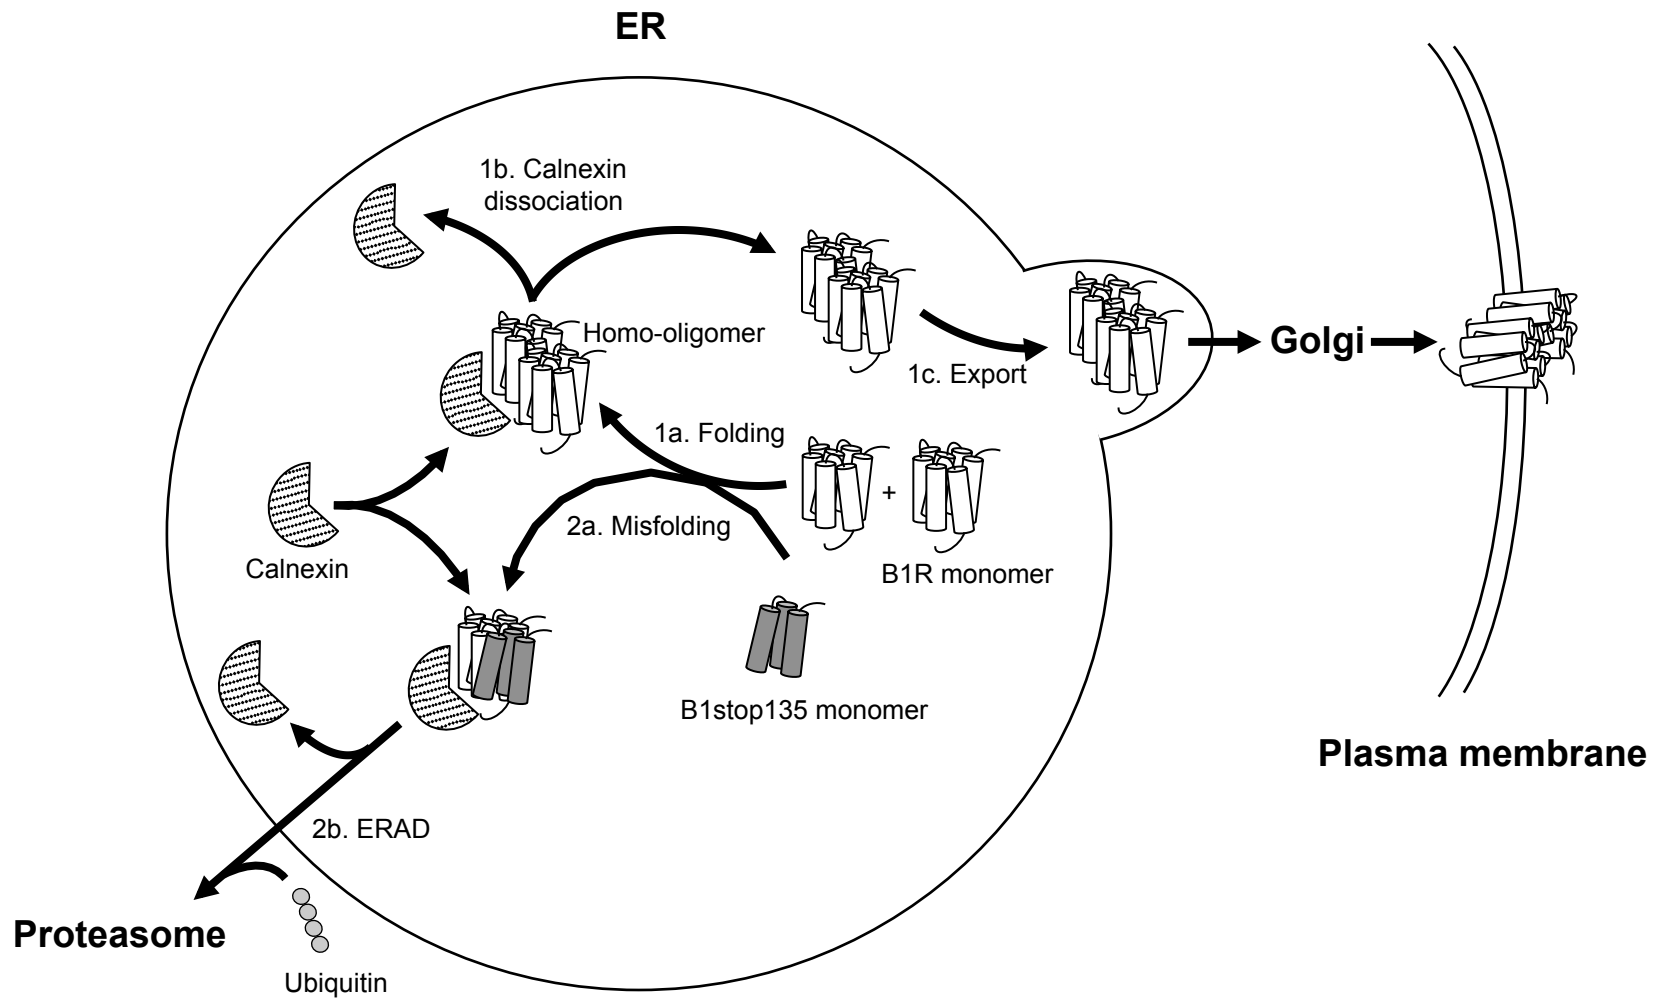 ER
1b. Calnexin
dissociation
Homo-oligomer
1c. Export
Golgi
1a. Folding
+
2a. Misfolding
Calnexin
B1R monomer
B1stop135 monomer
Plasma membrane
2b. ERAD
Proteasome
Ubiquitin